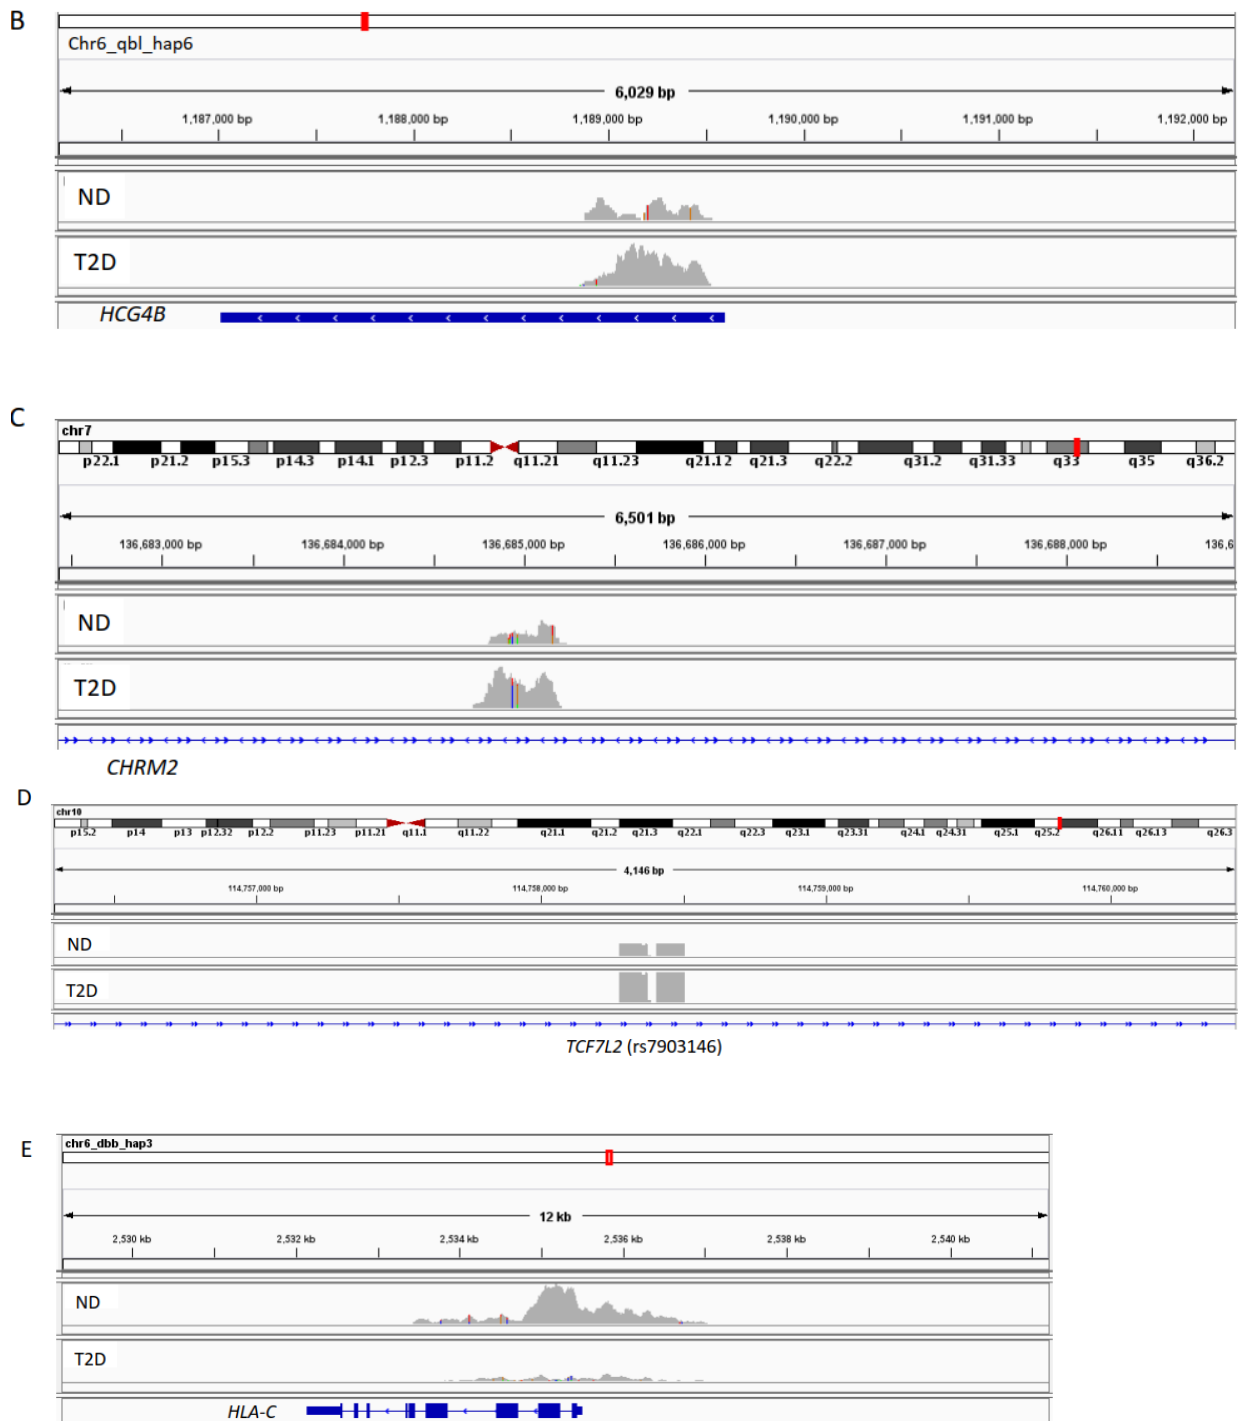 B
Chr6_qbl_hap6
6,029 bp
1,187,000 bp 1,188,000 bp 1,189,000 bp 1,190,000 bp 1,191,000 bp 1,192,000 bp
ND
T2D
HCG4B
C
chr7
p22.1 p21.2 p15.3 p14.3 p14.1 p12.3 p11.2 q11.21 q11.23 q21.12 q21.3 q22.2 q31.2 q31.33 q33 q35 q36.2
6,501 bp
136,683,000 bp 136,684,000 bp 136,685,000 bp 136,686,000 bp 136,687,000 bp 136,688,000 bp 136,6
ND
T2D
CHRM2
D
chr10
p15.2 p14 p13 p12.32 p12.2 p11.23 p11.21 q11.1 q11.22 q21.1 q21.2 q21.3 q22.1 q22.3 q23.1 q23.31 q24.1 q24.31 q25.1 q25.2 q26.11 q26.13 q26.3
4,146 bp
114,757,000 bp 114,758,000 bp 114,759,000 bp 114,760,000 bp
ND
T2D
TCF7L2 (rs7903146)
E
chr6_dbb_hap3
12 kb
2,530 kb 2,532 kb 2,534 kb 2,536 kb 2,538 kb 2,540 kb
ND
T2D
HLA-C